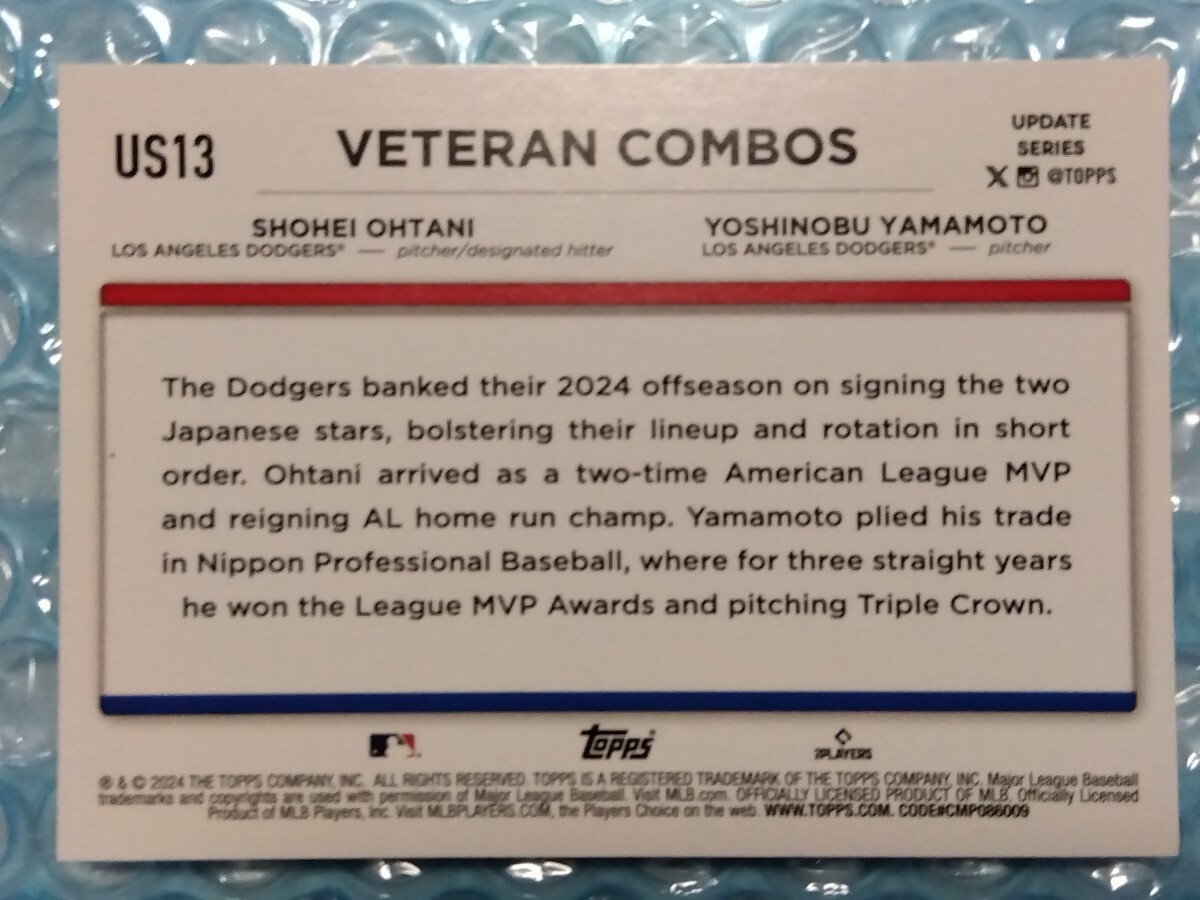 US13
VETERAN COMBOS
UPDATE
SERIES
X @TOPPS
SHOHEI OHTANI
LOS ANGELES DODGERS® — pitcher/designated hitter
YOSHINOBU YAMAMOTO
LOS ANGELES DODGERS® — pitcher
The Dodgers banked their 2024 offseason on signing the two
Japanese stars, bolstering their lineup and rotation in short
order. Ohtani arrived as a two-time American League MVP
and reigning AL home run champ. Yamamoto plied his trade
in Nippon Professional Baseball, where for three straight years
he won the League MVP Awards and pitching Triple Crown.
topps
PLAYERS
® & © 2024 THE TOPPS COMPANY, INC. ALL RIGHTS RESERVED. TOPPS IS A REGISTERED TRADEMARK OF THE TOPPS COMPANY, INC. Major League Baseball
trademarks and copyrights are used with permission of Major League Baseball. Visit MLB.com. OFFICIALLY LICENSED PRODUCT OF MLB. Officially Licensed
Product of MLB Players, Inc. Visit MLBPLAYERS.COM, the Players Choice on the web. WWW.TOPPS.COM. CODE#CMP086009